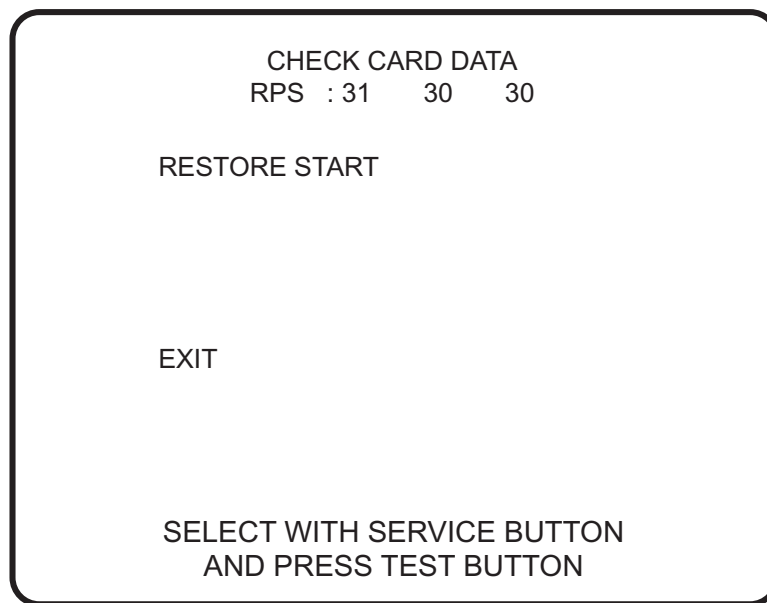 CHECK CARD DATA
RPS : 31 30 30
RESTORE START
EXIT
SELECT WITH SERVICE BUTTON
AND PRESS TEST BUTTON